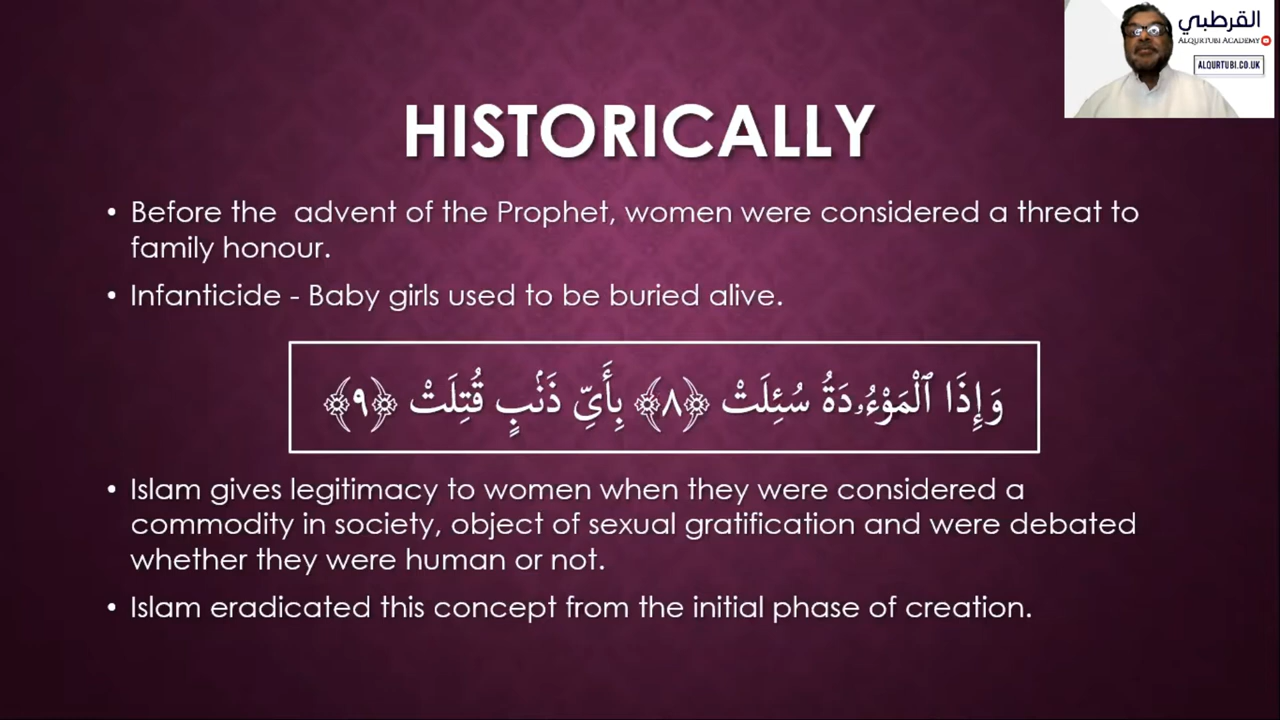 القرطبي
ALQURTUBI ACADEMY
ALQURTUBI.CO.UK
HISTORICALLY
• Before the advent of the Prophet, women were considered a threat to
family honour.
• Infanticide - Baby girls used to be buried alive.
وَإِذَا ٱلْمَوْءُۥدَةُ سُئِلَتْ ﴿٨﴾ بِأَىِّ ذَنۢبٍ قُتِلَتْ ﴿٩﴾
• Islam gives legitimacy to women when they were considered a
commodity in society, object of sexual gratification and were debated
whether they were human or not.
• Islam eradicated this concept from the initial phase of creation.